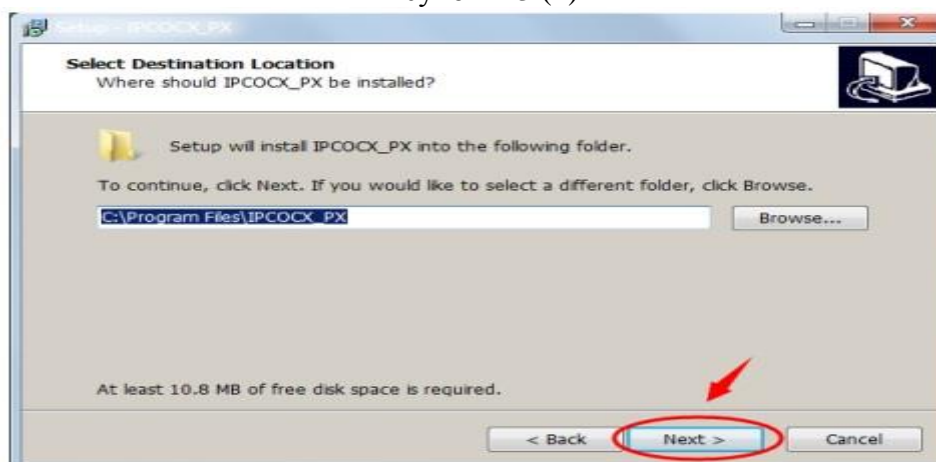 Setup - IPCOCX_PX
Select Destination Location
Where should IPCOCX_PX be installed?
Setup will install IPCOCX_PX into the following folder.
To continue, click Next. If you would like to select a different folder, click Browse.
C:\Program Files\IPCOCX_PX
Browse...
At least 10.8 MB of free disk space is required.
< Back
Next >
Cancel